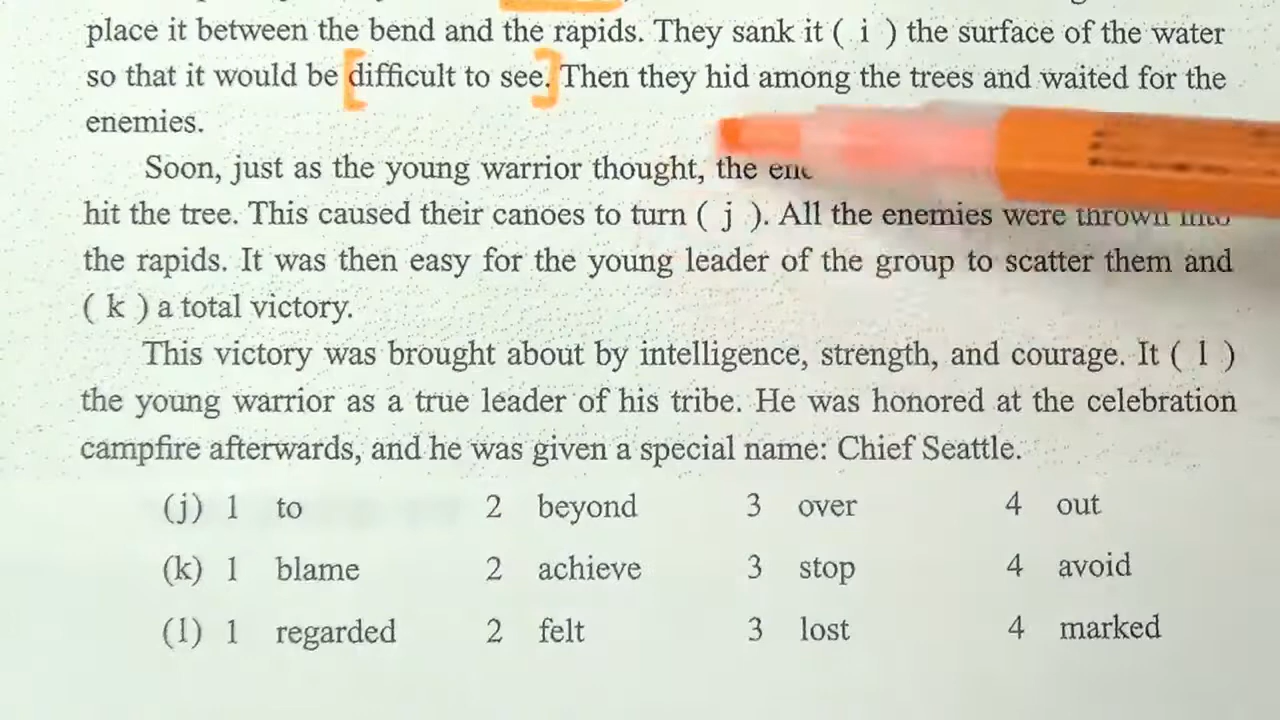 place it between the bend and the rapids. They sank it ( i ) the surface of the water
so that it would be difficult to see. Then they hid among the trees and waited for the
enemies.
Soon, just as the young warrior thought, the
hit the tree. This caused their canoes to turn ( j ). All the enemies were thrown into
the rapids. It was then easy for the young leader of the group to scatter them and
( k ) a total victory.
This victory was brought about by intelligence, strength, and courage. It ( l )
the young warrior as a true leader of his tribe. He was honored at the celebration
campfire afterwards, and he was given a special name: Chief Seattle.
(j) 1 to 2 beyond 3 over 4 out
(k) 1 blame 2 achieve 3 stop 4 avoid
(l) 1 regarded 2 felt 3 lost 4 marked